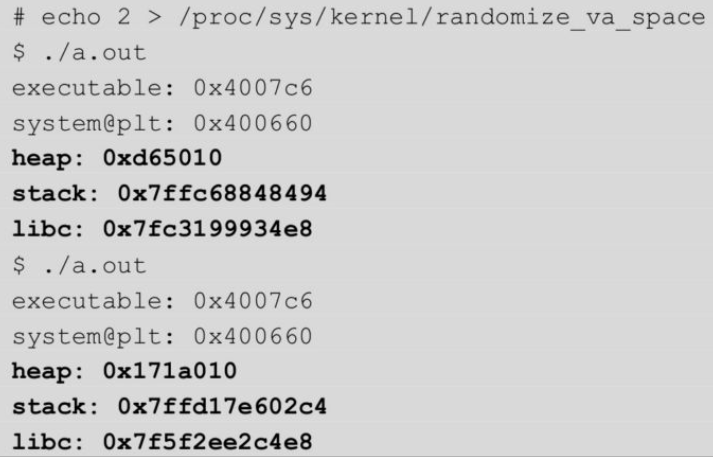 # echo 2 > /proc/sys/kernel/randomize_va_space
$ ./a.out
executable: 0x4007c6
system@plt: 0x400660
heap: 0xd65010
stack: 0x7ffc68848494
libc: 0x7fc3199934e8
$ ./a.out
executable: 0x4007c6
system@plt: 0x400660
heap: 0x171a010
stack: 0x7ffd17e602c4
libc: 0x7f5f2ee2c4e8